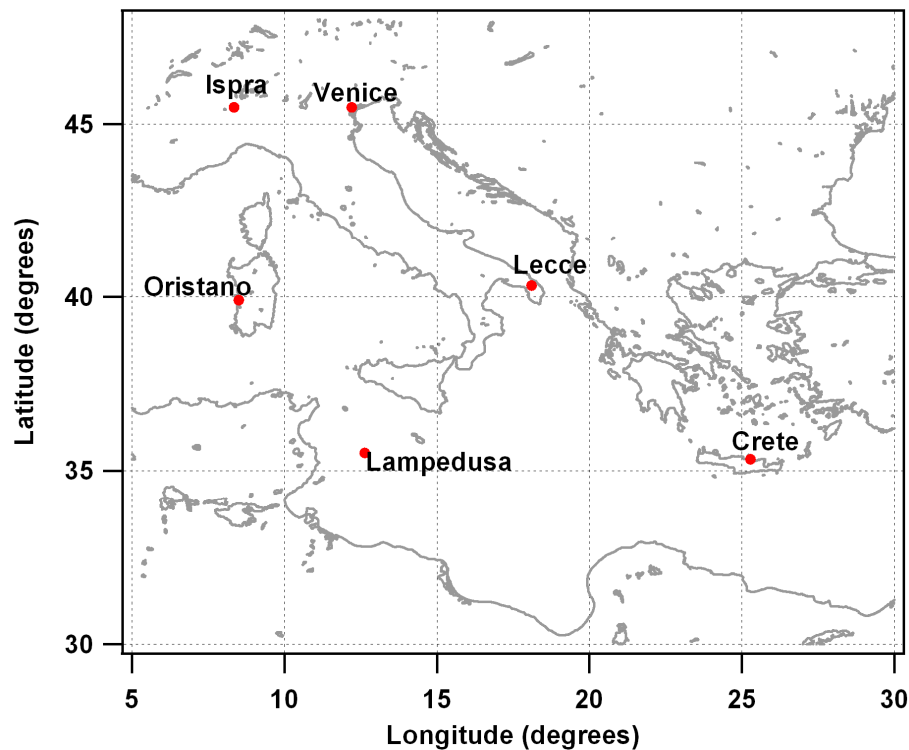 Ispra
Venice
45
Lecce
Oristano
40
Latitude (degrees)
Crete
Lampedusa
35
30
5 10 15 20 25 30
Longitude (degrees)